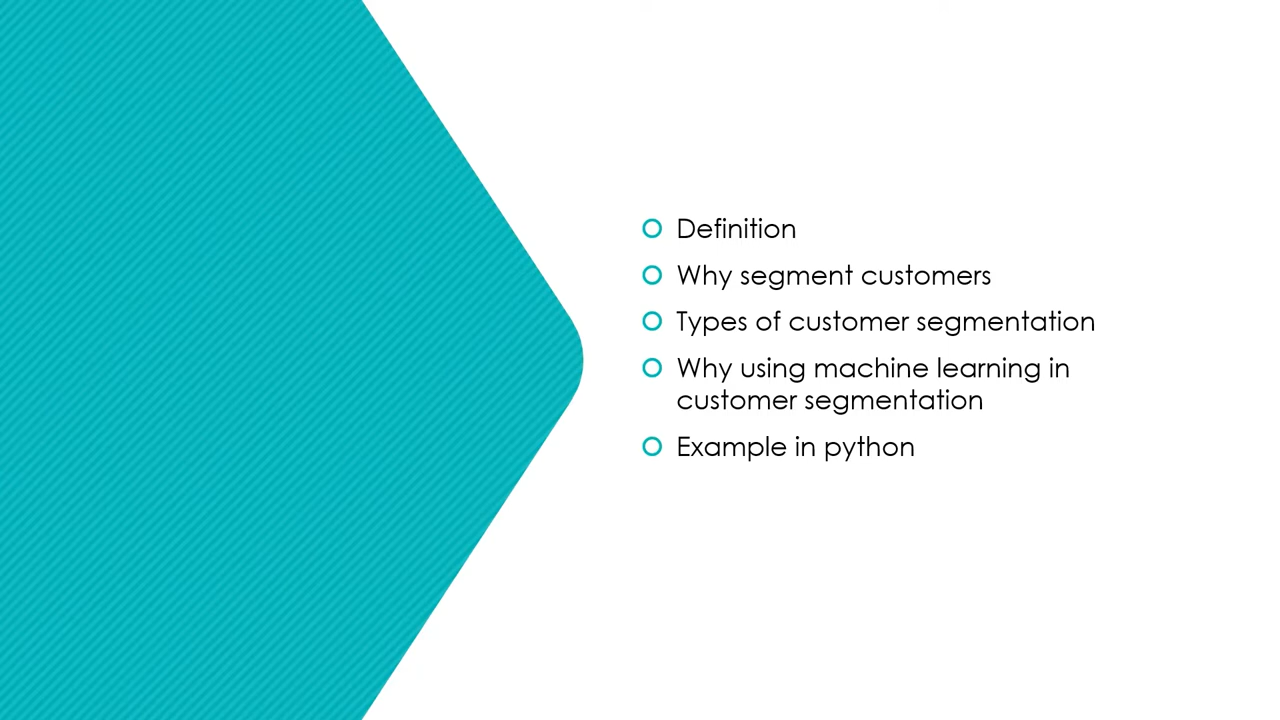 Definition
Why segment customers
Types of customer segmentation
Why using machine learning in
customer segmentation
Example in python